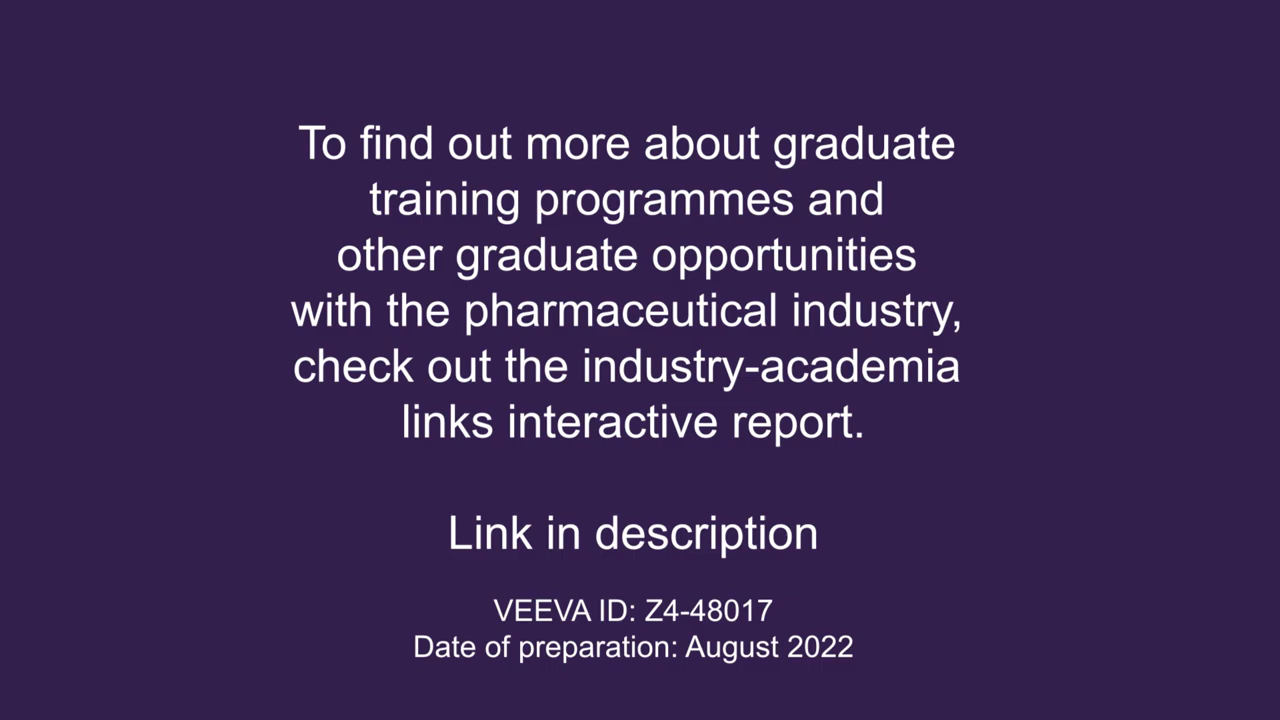 To find out more about graduate
training programmes and
other graduate opportunities
with the pharmaceutical industry,
check out the industry-academia
links interactive report.
Link in description
VEEVA ID: Z4-48017
Date of preparation: August 2022